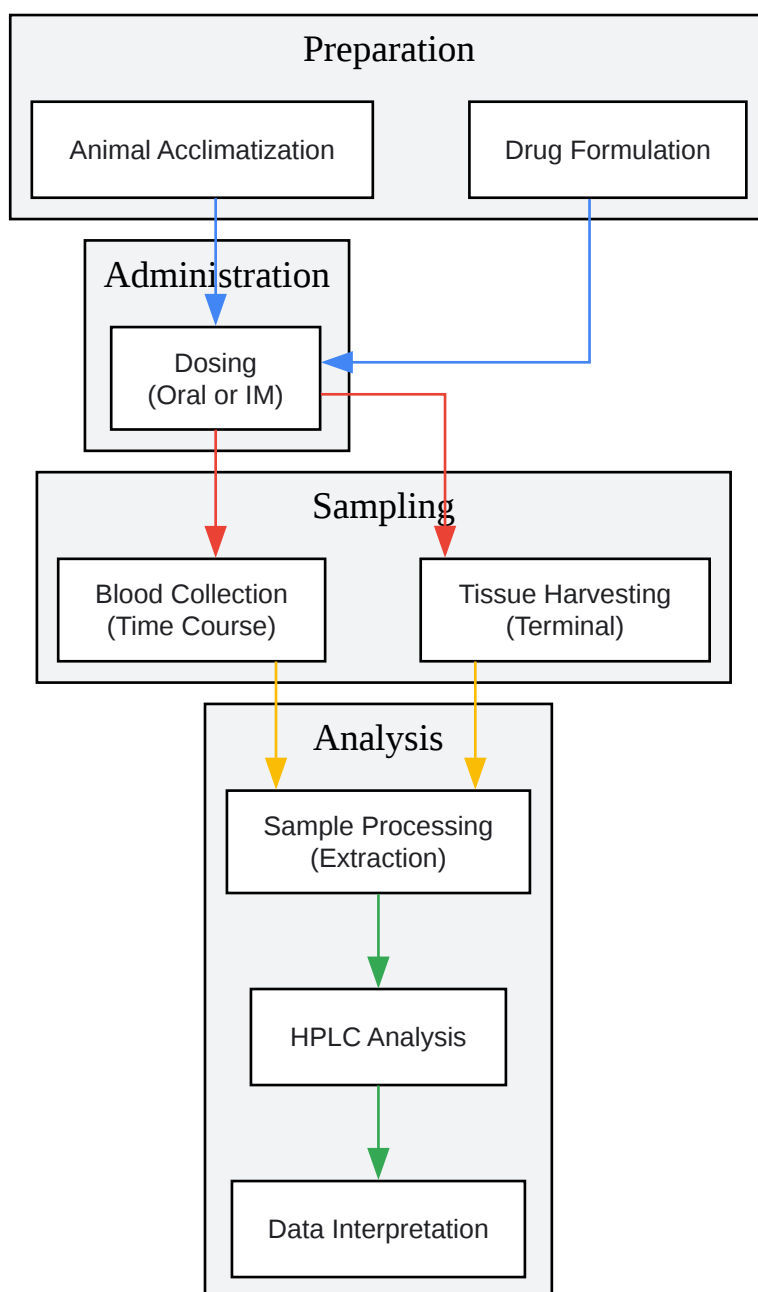 Preparation
Animal Acclimatization
Drug Formulation
Administration
Dosing
(Oral or IM)
Sampling
Blood Collection
(Time Course)
Tissue Harvesting
(Terminal)
Analysis
Sample Processing
(Extraction)
HPLC Analysis
Data Interpretation